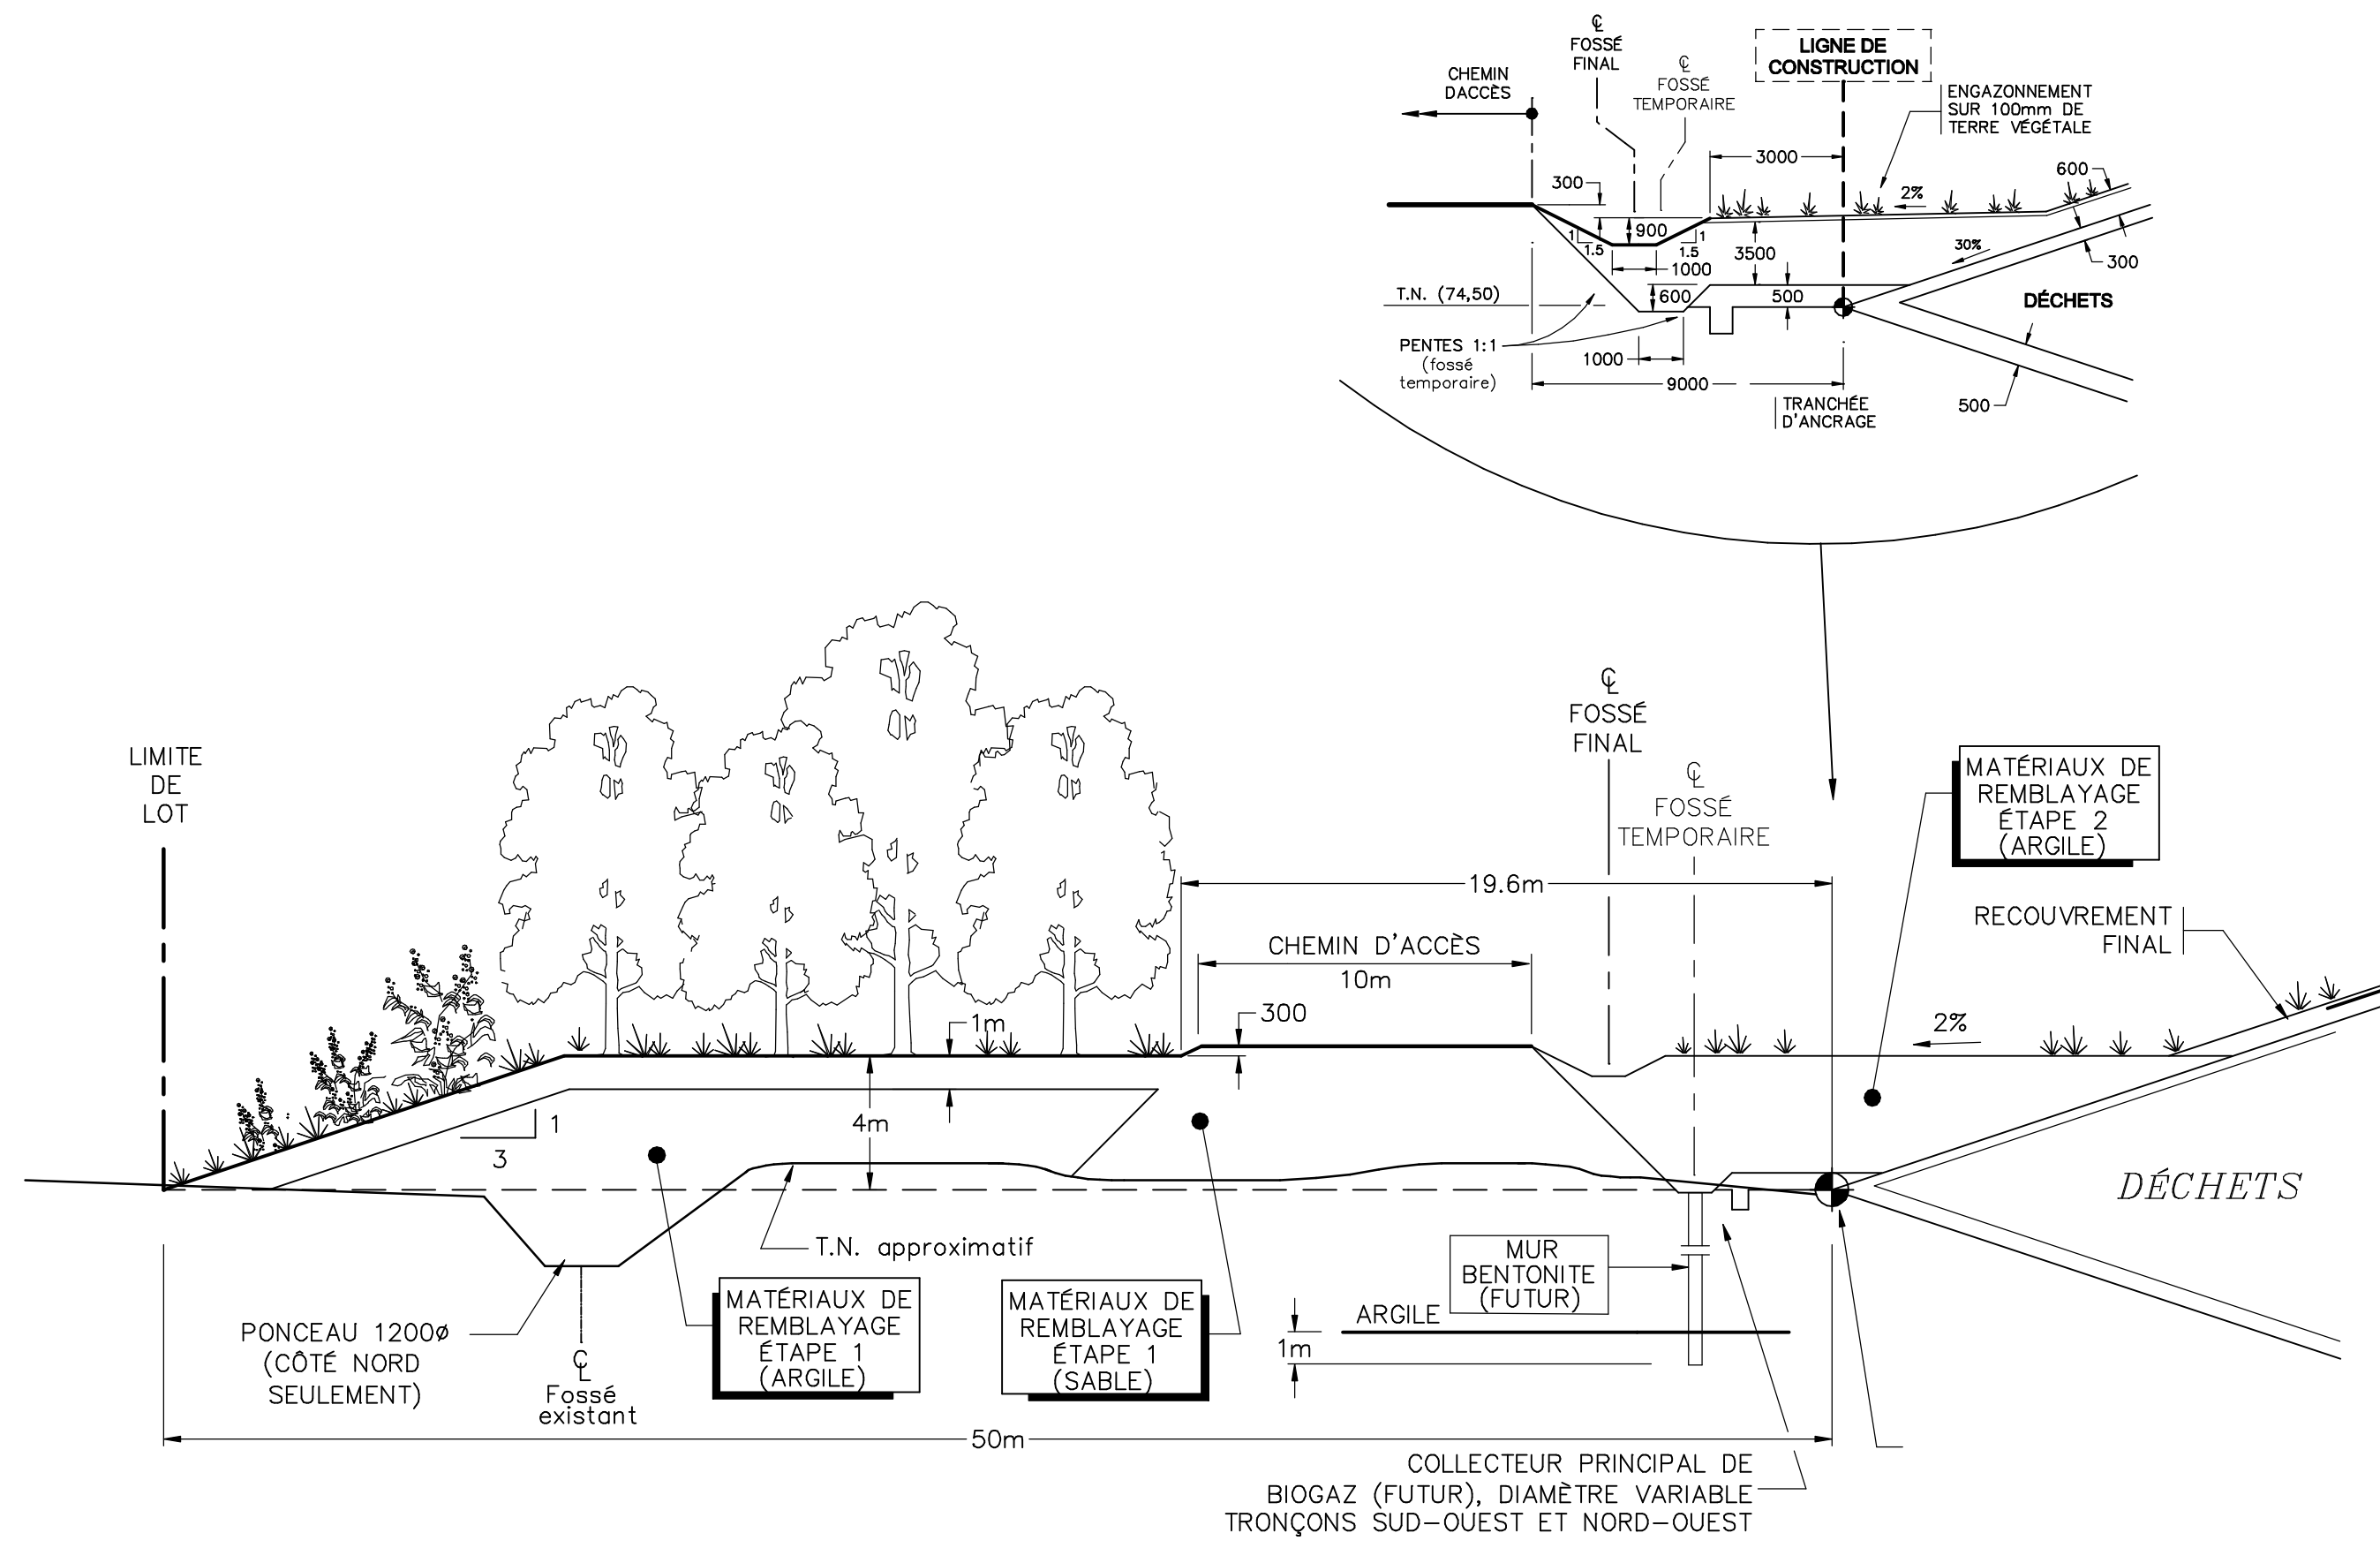 ℄
FOSSÉ
FINAL
℄
FOSSÉ
TEMPORAIRE
LIGNE DE
CONSTRUCTION
CHEMIN
DACCÈS
ENGAZONNEMENT
SUR 100mm DE
TERRE VÉGÉTALE
3000
600
300
2%
900
1
1.5
1
1.5
3500
30%
300
1000
T.N. (74,50)
600
500
DÉCHETS
PENTES 1:1
(fossé
temporaire)
1000
9000
500
TRANCHÉE
D'ANCRAGE
LIMITE
DE
LOT
℄
FOSSÉ
FINAL
℄
FOSSÉ
TEMPORAIRE
MATÉRIAUX DE
REMBLAYAGE
ÉTAPE 2
(ARGILE)
19.6m
RECOUVREMENT
FINAL
CHEMIN D'ACCÈS
10m
300
1m
2%
4m
1
3
DÉCHETS
T.N. approximatif
MUR
BENTONITE
(FUTUR)
ARGILE
1m
PONCEAU 1200ø
(CÔTÉ NORD
SEULEMENT)
℄
Fossé
existant
MATÉRIAUX DE
REMBLAYAGE
ÉTAPE 1
(ARGILE)
MATÉRIAUX DE
REMBLAYAGE
ÉTAPE 1
(SABLE)
50m
COLLECTEUR PRINCIPAL DE
BIOGAZ (FUTUR), DIAMÈTRE VARIABLE
TRONÇONS SUD-OUEST ET NORD-OUEST